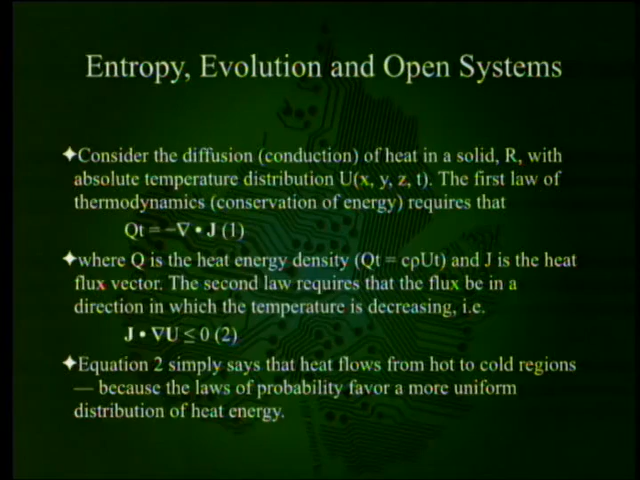 Entropy, Evolution and Open Systems
✦Consider the diffusion (conduction) of heat in a solid, R, with
absolute temperature distribution U(x, y, z, t). The first law of
thermodynamics (conservation of energy) requires that
Qt = −∇ • J (1)
✦where Q is the heat energy density (Qt = cρUt) and J is the heat
flux vector. The second law requires that the flux be in a
direction in which the temperature is decreasing, i.e.
J • ∇U ≤ 0 (2)
✦Equation 2 simply says that heat flows from hot to cold regions
— because the laws of probability favor a more uniform
distribution of heat energy.